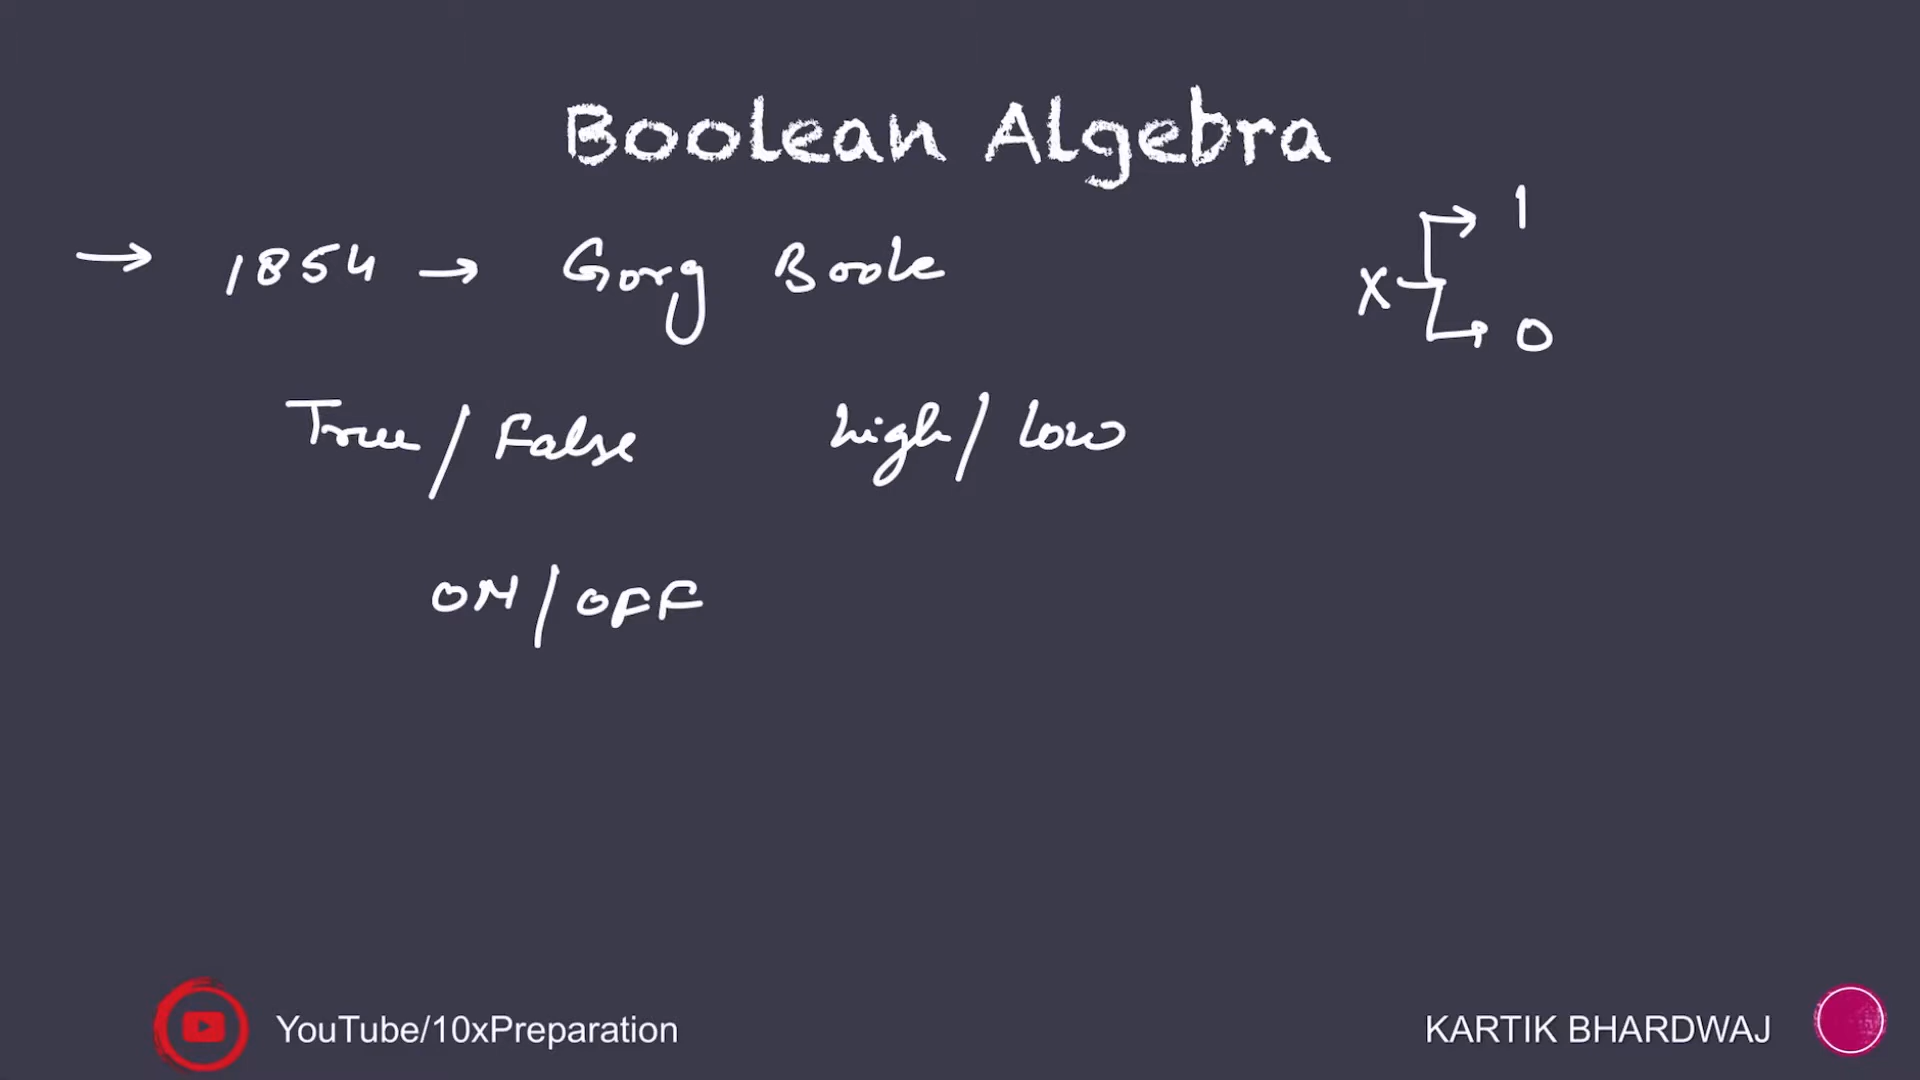 Boolean Algebra
→ 1854 → Gorg Boole
X 1
0
True/False high/low
ON/OFF
YouTube/10xPreparation
KARTIK BHARDWAJ